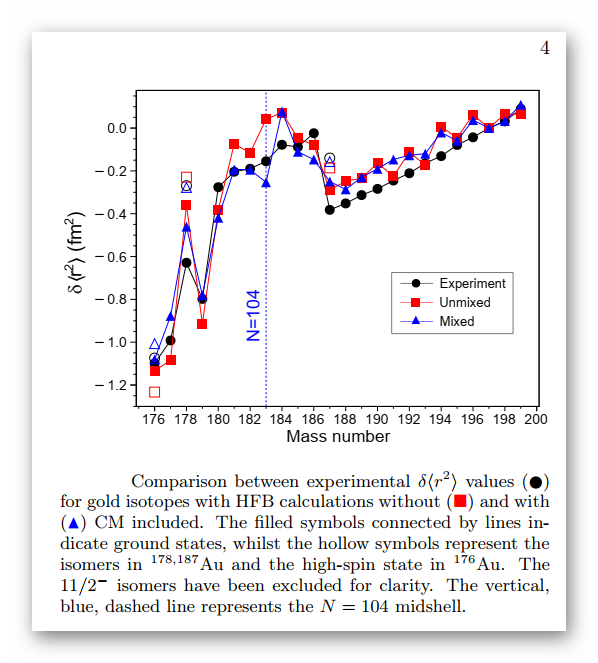 4
0.0
−0.2
−0.4
−0.6
−0.8
−1.0
−1.2
δ⟨r²⟩ (fm²)
N=104
Experiment
Unmixed
Mixed
176 178 180 182 184 186 188 190 192 194 196 198 200
Mass number
Comparison between experimental δ⟨r²⟩ values (●)
for gold isotopes with HFB calculations without (■) and with
(▲) CM included. The filled symbols connected by lines in-
dicate ground states, whilst the hollow symbols represent the
isomers in ¹⁷⁸,¹⁸⁷Au and the high-spin state in ¹⁷⁶Au. The
11/2⁻ isomers have been excluded for clarity. The vertical,
blue, dashed line represents the N = 104 midshell.